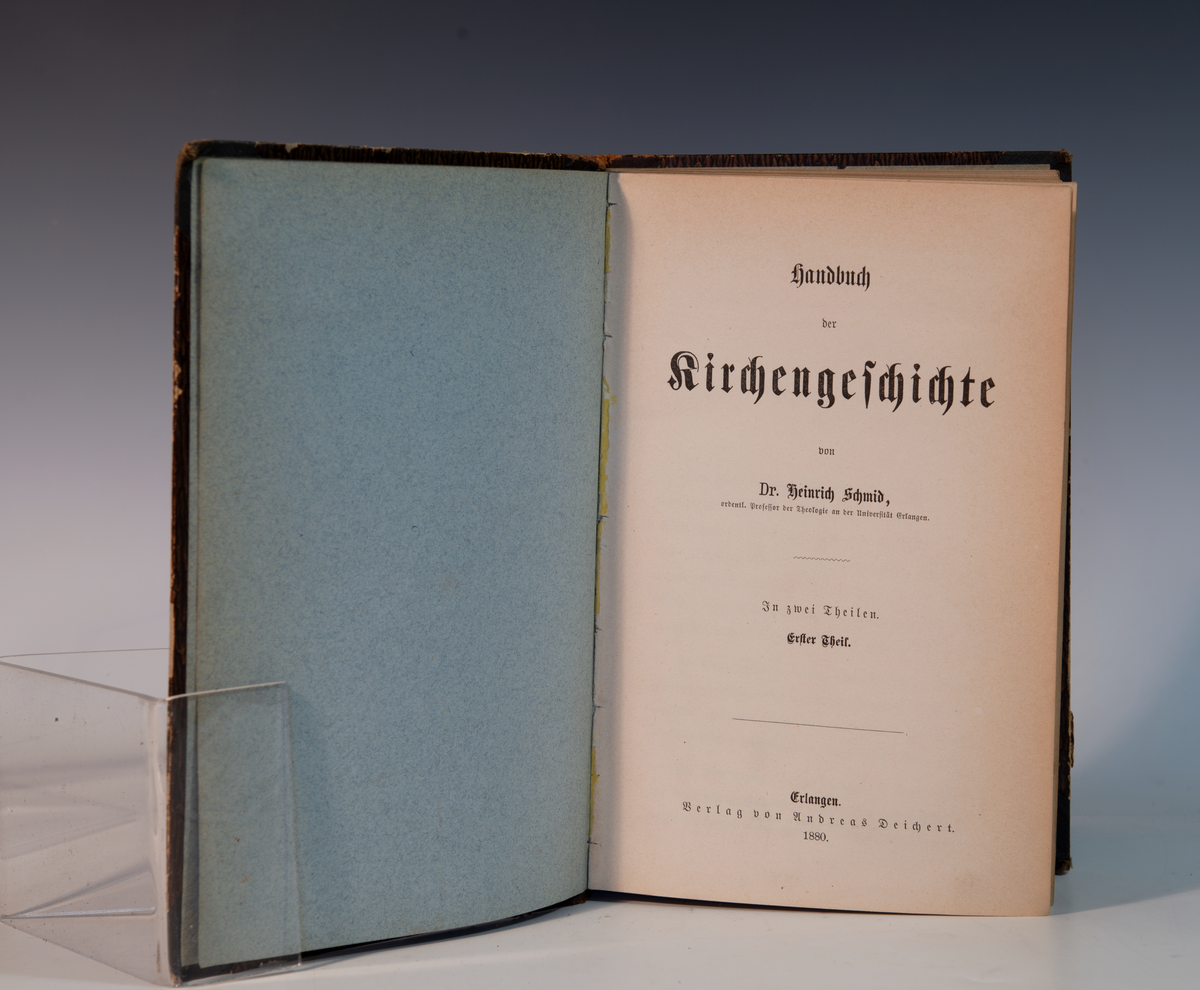 Handbuch
der
Kirchengeſchichte
von
Dr. Heinrich Schmid,
ordentl. Profeſſor der Theologie an der Univerſität Erlangen.
In zwei Theilen.
Erſter Theil.
Erlangen.
Verlag von Andreas Deichert.
1880.